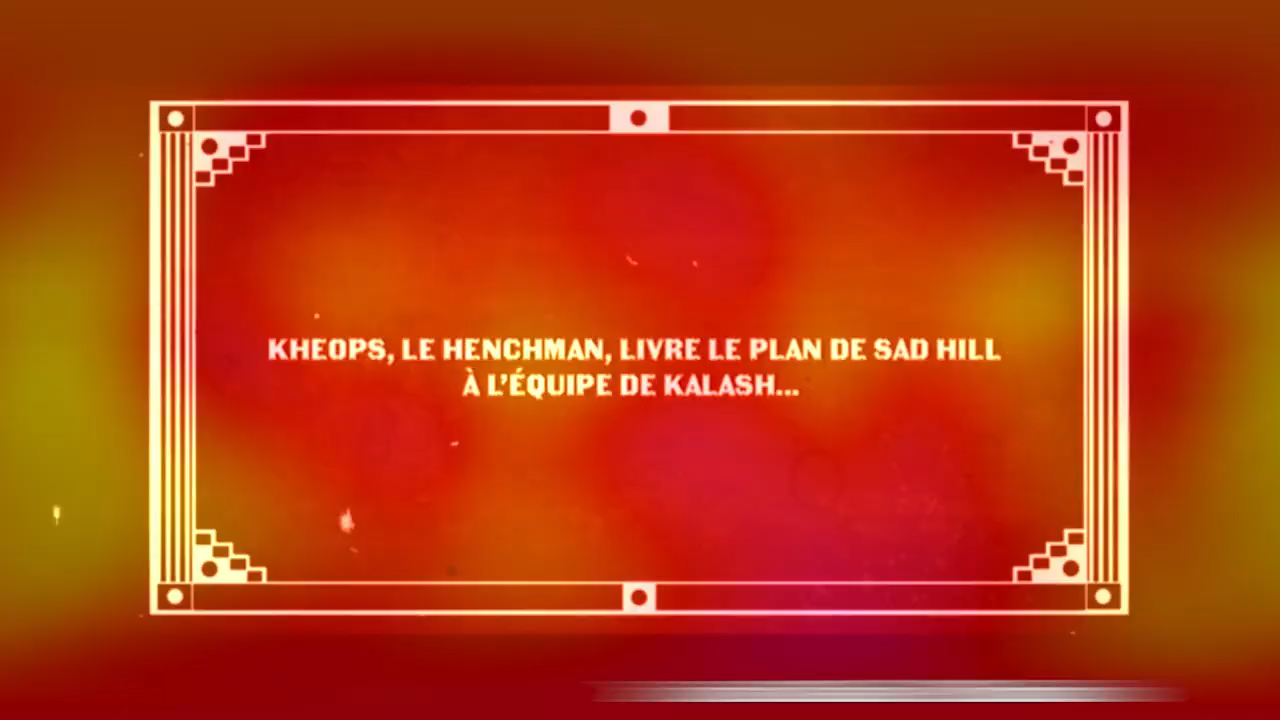 KHEOPS, LE HENCHMAN, LIVRE LE PLAN DE SAD HILL
À L'ÉQUIPE DE KALASH...